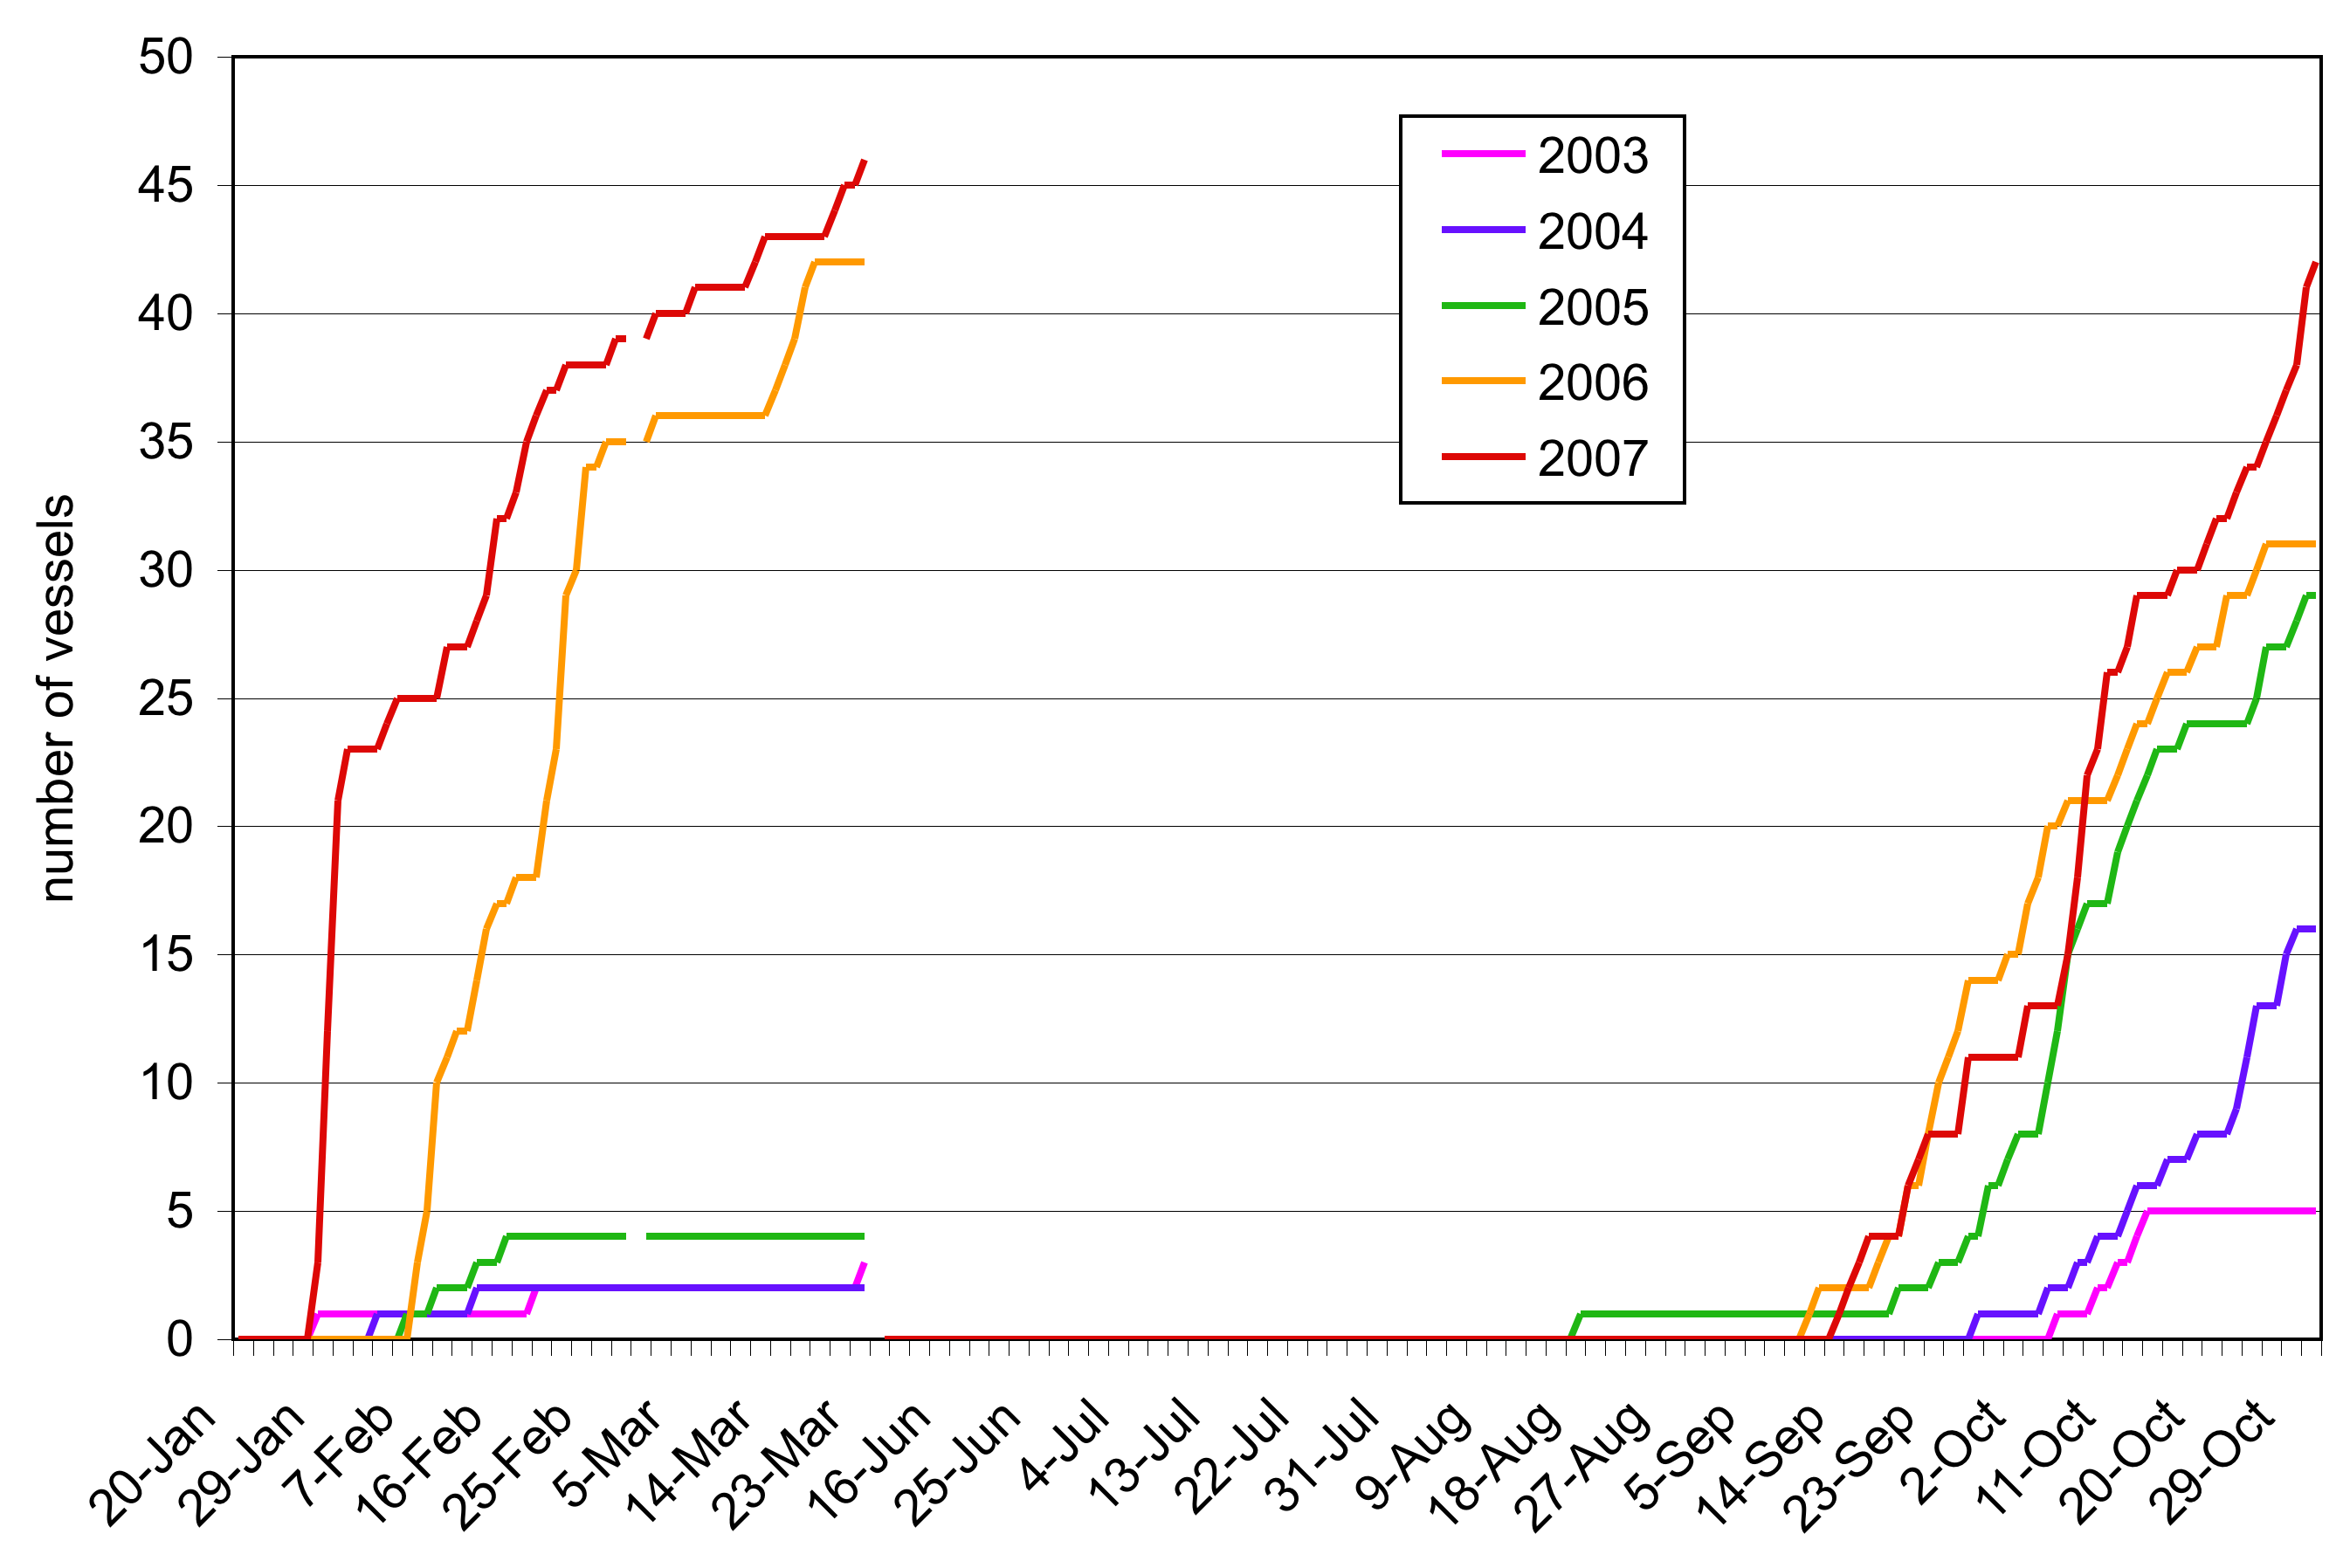 50
45
40
35
30
25
20
15
10
5
0
number of vessels
2003
2004
2005
2006
2007
20-Jan
29-Jan
7-Feb
16-Feb
25-Feb
5-Mar
14-Mar
23-Mar
16-Jun
25-Jun
4-Jul
13-Jul
22-Jul
31-Jul
9-Aug
18-Aug
27-Aug
5-Sep
14-Sep
23-Sep
2-Oct
11-Oct
20-Oct
29-Oct